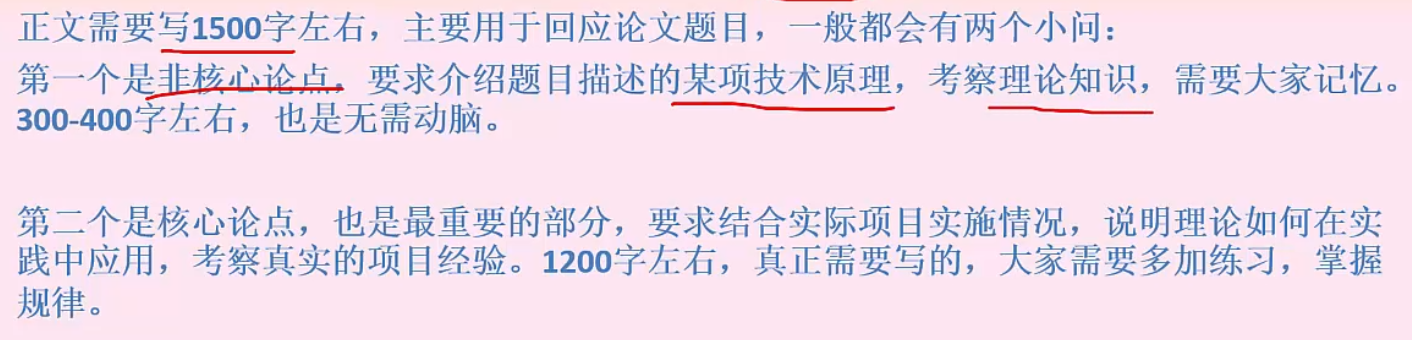 正文需要写1500字左右，主要用于回应论文题目，一般都会有两个小问：
第一个是非核心论点，要求介绍题目描述的某项技术原理，考察理论知识，需要大家记忆。
300-400字左右，也是无需动脑。
第二个是核心论点，也是最重要的部分，要求结合实际项目实施情况，说明理论如何在实
践中应用，考察真实的项目经验。1200字左右，真正需要写的，大家需要多加练习，掌握
规律。